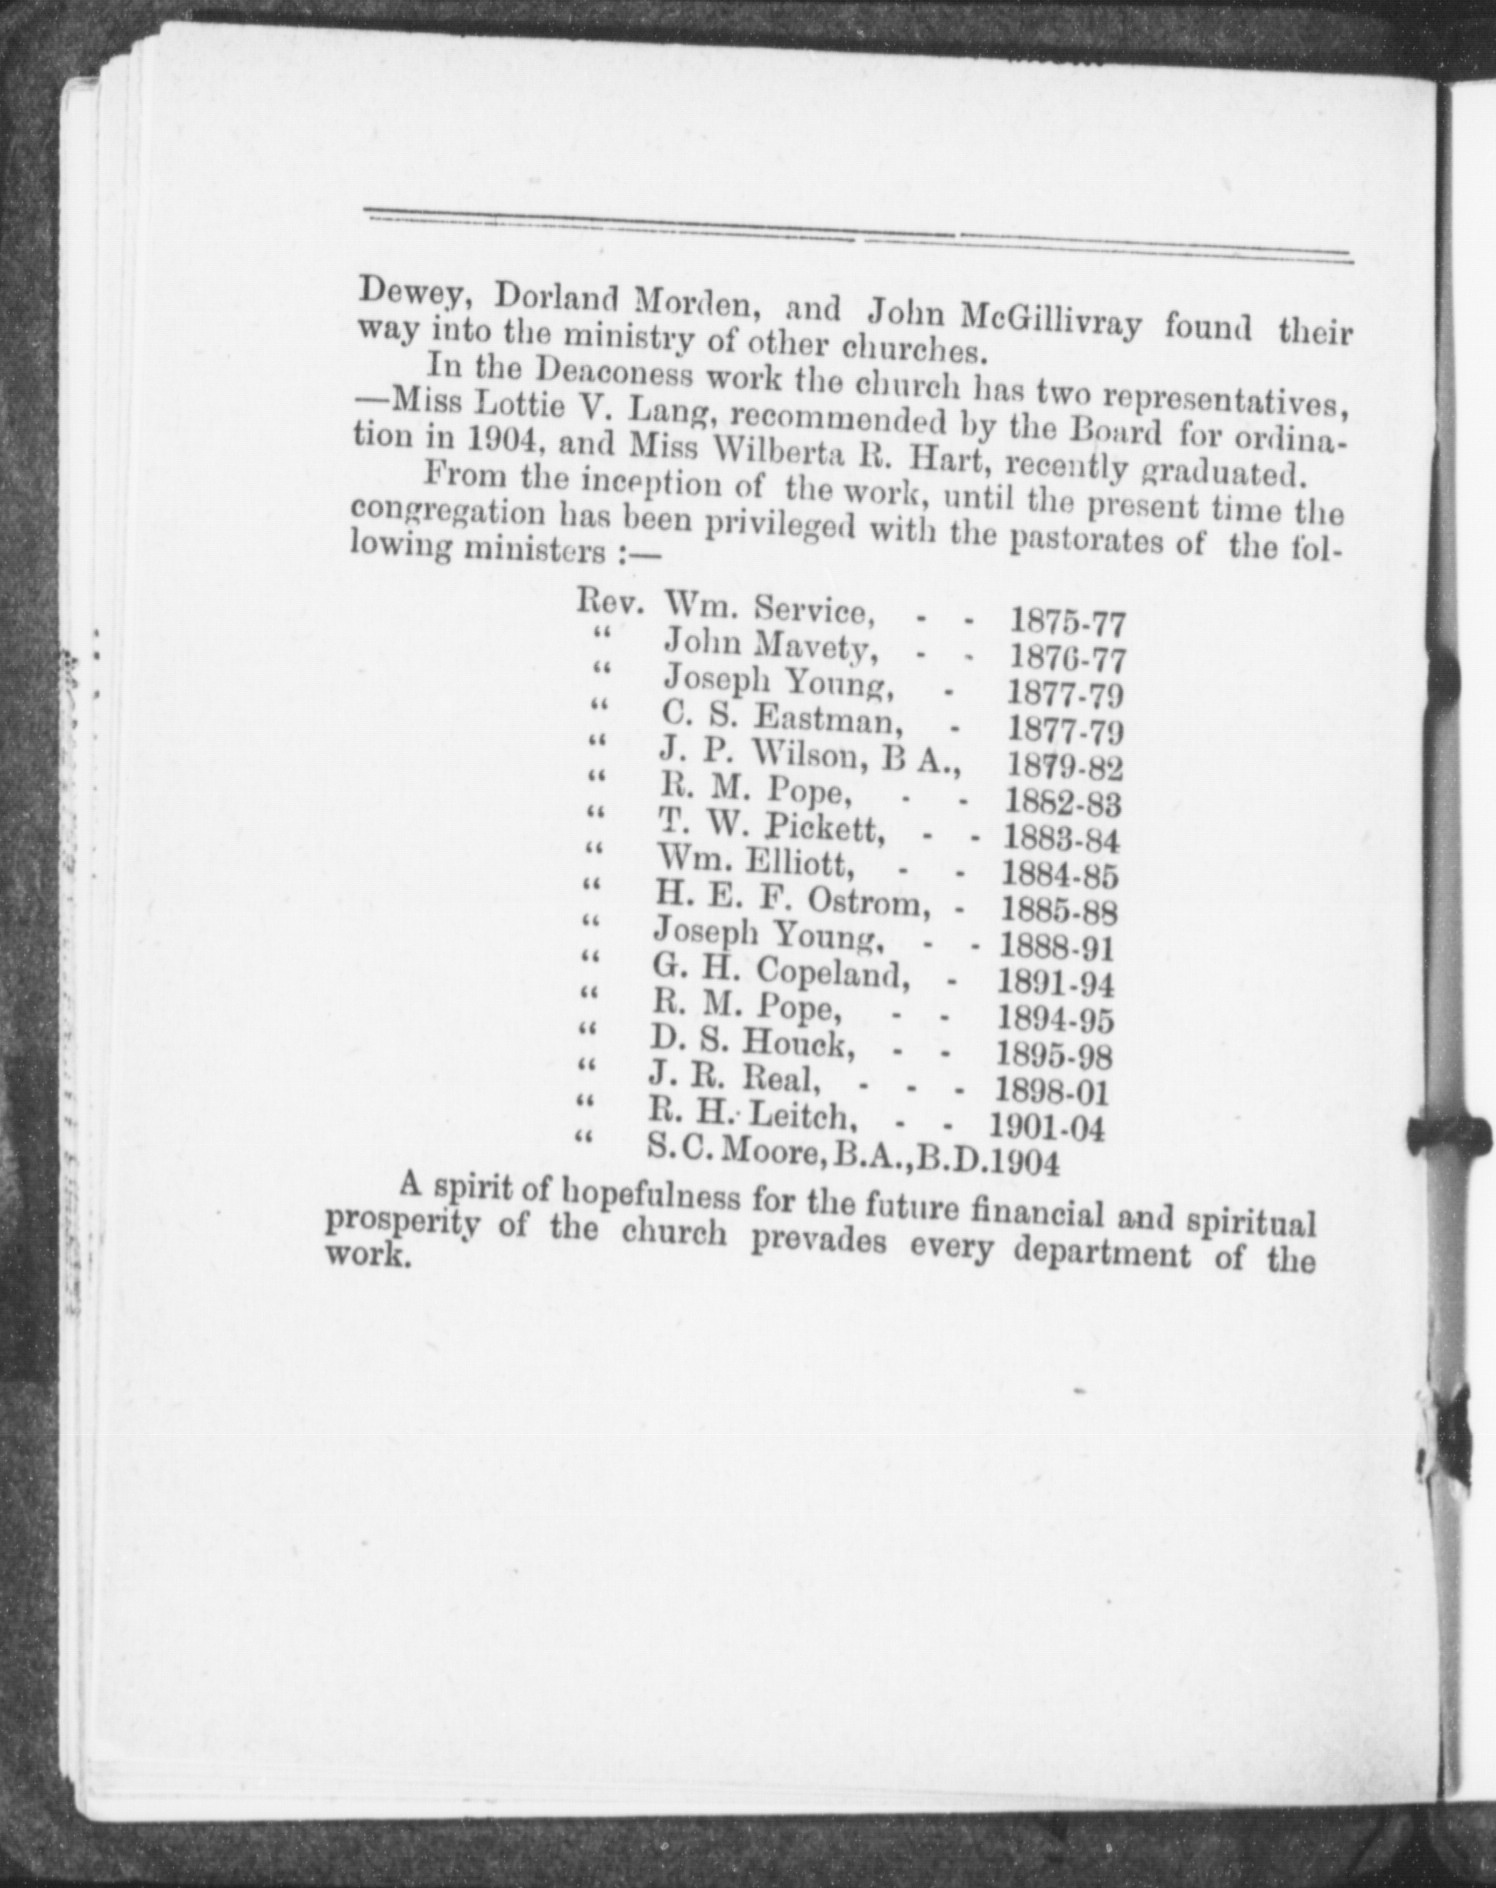 Dewey, Dorland Morden, and John McGillivray found their
way into the ministry of other churches.
In the Deaconess work the church has two representatives,
—Miss Lottie V. Lang, recommended by the Board for ordina-
tion in 1904, and Miss Wilberta R. Hart, recently graduated.
From the inception of the work, until the present time the
congregation has been privileged with the pastorates of the fol-
lowing ministers :—
Rev. Wm. Service, - - 1875-77
“ John Mavety, - - 1876-77
“ Joseph Young, - 1877-79
“ C. S. Eastman, - 1877-79
“ J. P. Wilson, B A., 1879-82
“ R. M. Pope, - - 1882-83
“ T. W. Pickett, - - 1883-84
“ Wm. Elliott, - - 1884-85
“ H. E. F. Ostrom, - 1885-88
“ Joseph Young, - - 1888-91
“ G. H. Copeland, - 1891-94
“ R. M. Pope, - - 1894-95
“ D. S. Houck, - - 1895-98
“ J. R. Real, - - - 1898-01
“ R. H. Leitch, - - 1901-04
“ S. C. Moore, B.A., B.D. 1904
A spirit of hopefulness for the future financial and spiritual
prosperity of the church prevades every department of the
work.